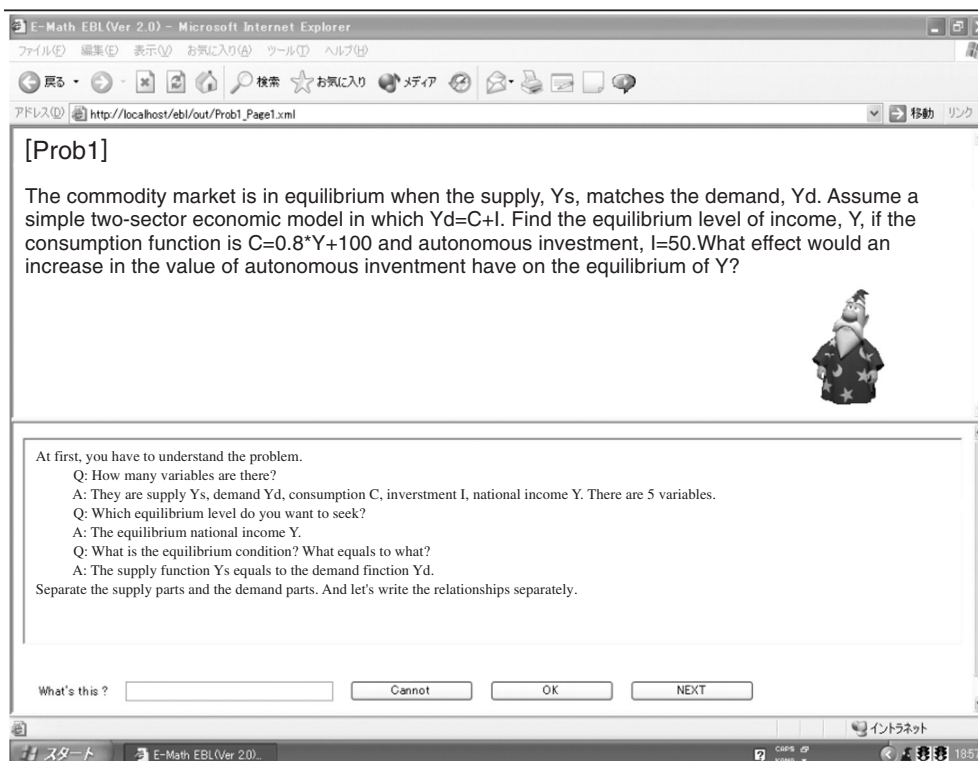 E-Math EBL(Ver 2.0) - Microsoft Internet Explorer
ファイル(F) 編集(E) 表示(V) お気に入り(A) ツール(T) ヘルプ(H)
戻る 検索 お気に入り メディア
アドレス(D) http://localhost/ebl/out/Prob1_Page1.xml 移動 リンク
[Prob1]
The commodity market is in equilibrium when the supply, Ys, matches the demand, Yd. Assume a
simple two-sector economic model in which Yd=C+I. Find the equilibrium level of income, Y, if the
consumption function is C=0.8*Y+100 and autonomous investment, I=50.What effect would an
increase in the value of autonomous inventment have on the equilibrium of Y?
At first, you have to understand the problem.
Q: How many variables are there?
A: They are supply Ys, demand Yd, consumption C, inverstment I, national income Y. There are 5 variables.
Q: Which equilibrium level do you want to seek?
A: The equilibrium national income Y.
Q: What is the equilibrium condition? What equals to what?
A: The supply function Ys equals to the demand finction Yd.
Separate the supply parts and the demand parts. And let's write the relationships separately.
What's this ? Cannot OK NEXT
イントラネット
スタート E-Math EBL(Ver 2.0)... CAPS 18:57